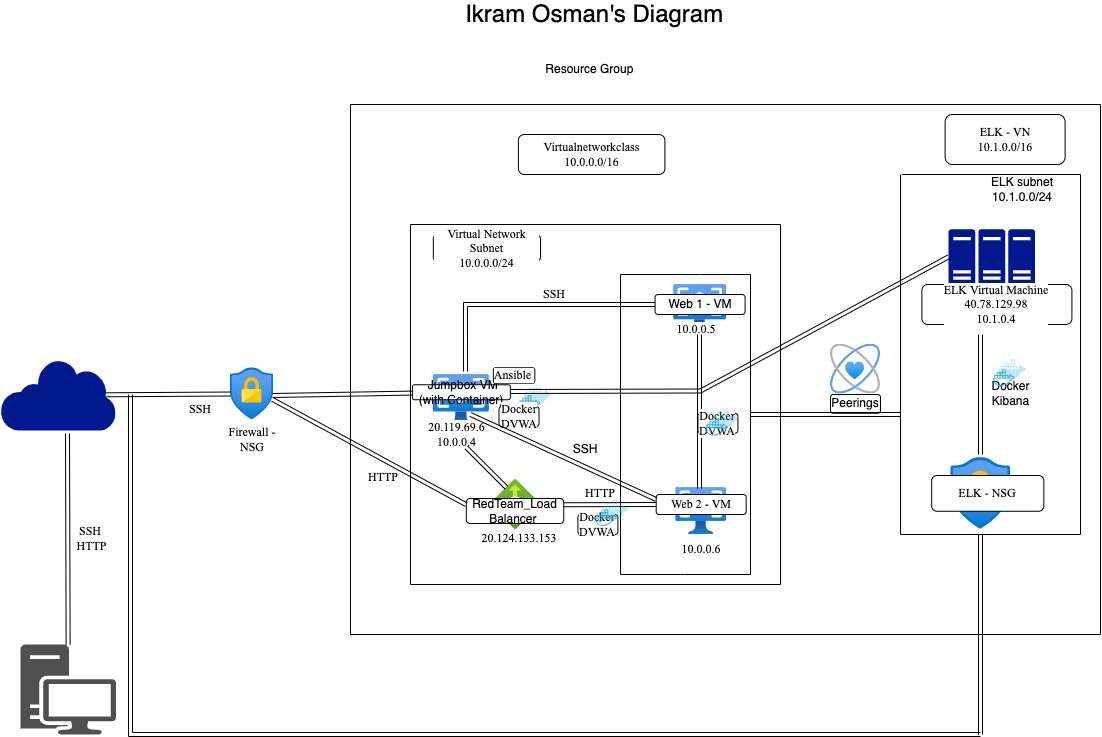 Ikram Osman's Diagram
Resource Group
Virtualnetworkclass
10.0.0.0/16
ELK - VN
10.1.0.0/16
ELK subnet
10.1.0.0/24
Virtual Network
Subnet
10.0.0.0/24
ELK Virtual Machine
40.78.129.98
10.1.0.4
SSH
Web 1 - VM
10.0.0.5
Ansible
Jumpbox VM
(with Container)
Docker
DVWA
20.119.69.6
10.0.0.4
Docker
DVWA
Peerings
Docker
Kibana
SSH
Firewall -
NSG
SSH
HTTP
HTTP
RedTeam_Load
Balancer
20.124.133.153
Docker
DVWA
Web 2 - VM
10.0.0.6
ELK - NSG
SSH
HTTP